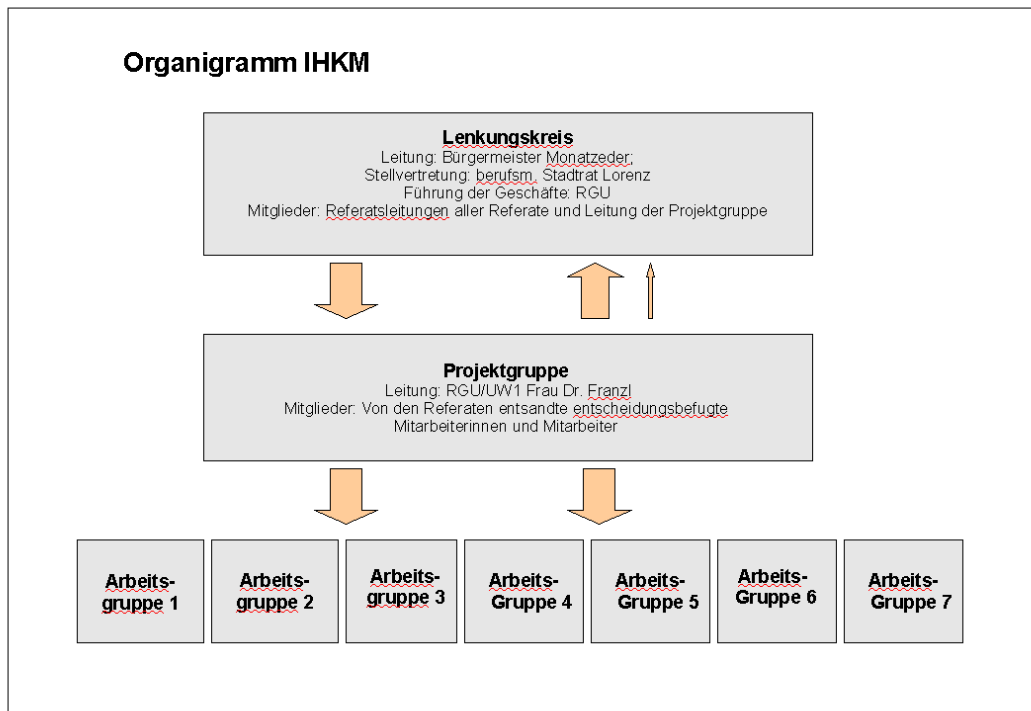 Organigramm IHKM
Lenkungskreis
Leitung: Bürgermeister Monatzeder;
Stellvertretung: berufsm. Stadtrat Lorenz
Führung der Geschäfte: RGU
Mitglieder: Referatsleitungen aller Referate und Leitung der Projektgruppe
Projektgruppe
Leitung: RGU/UW1 Frau Dr. Franzl
Mitglieder: Von den Referaten entsandte entscheidungsbefugte
Mitarbeiterinnen und Mitarbeiter
Arbeits-
gruppe 1
Arbeits-
gruppe 2
Arbeits-
gruppe 3
Arbeits-
Gruppe 4
Arbeits-
Gruppe 5
Arbeits-
Gruppe 6
Arbeits-
Gruppe 7